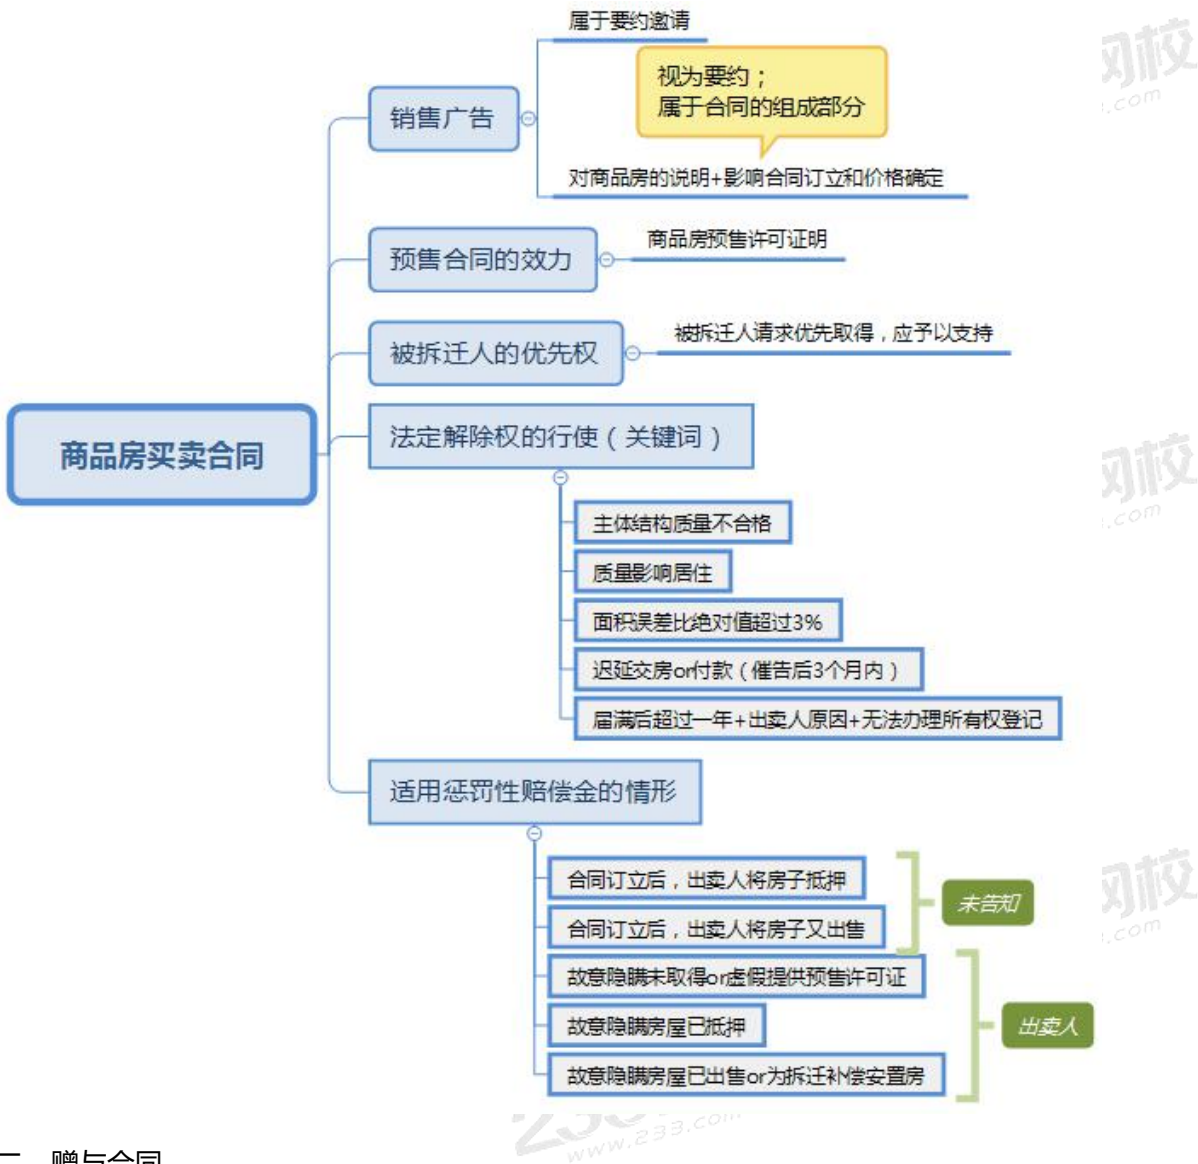 属于要约邀请
视为要约；
属于合同的组成部分
销售广告
对商品房的说明+影响合同订立和价格确定
商品房预售许可证明
预售合同的效力
被拆迁人请求优先取得，应予以支持
被拆迁人的优先权
法定解除权的行使（关键词）
商品房买卖合同
主体结构质量不合格
质量影响居住
面积误差比绝对值超过3%
迟延交房or付款（催告后3个月内）
届满后超过一年+出卖人原因+无法办理所有权登记
适用惩罚性赔偿金的情形
合同订立后，出卖人将房子抵押
未告知
合同订立后，出卖人将房子又出售
故意隐瞒未取得or虚假提供预售许可证
故意隐瞒房屋已抵押
出卖人
故意隐瞒房屋已出售or为拆迁补偿安置房
www.233.com
赠与合同